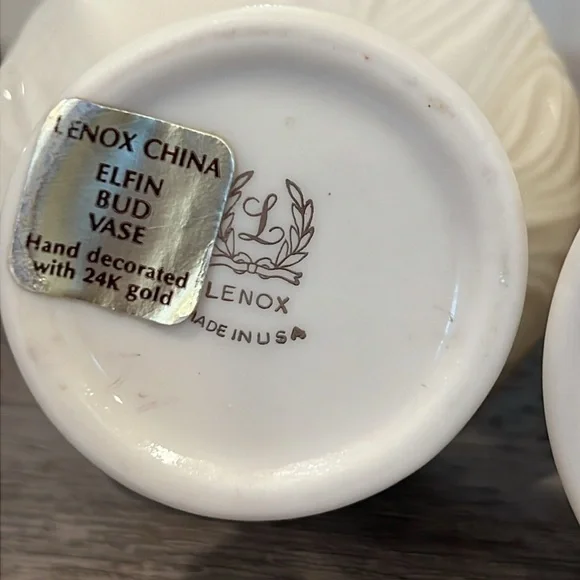 LENOX CHINA
ELFIN
BUD
VASE
Hand decorated
with 24K gold
L
LENOX
MADE IN USA